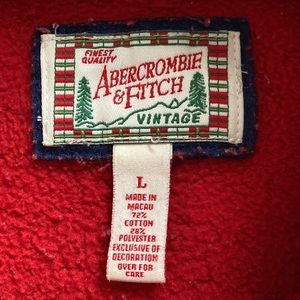 FINEST
QUALITY
ABERCROMBIE
& FITCH
VINTAGE
L
MADE IN
MACAU
72%
COTTON
28%
POLYESTER
EXCLUSIVE OF
DECORATION
OVER FOR
CARE